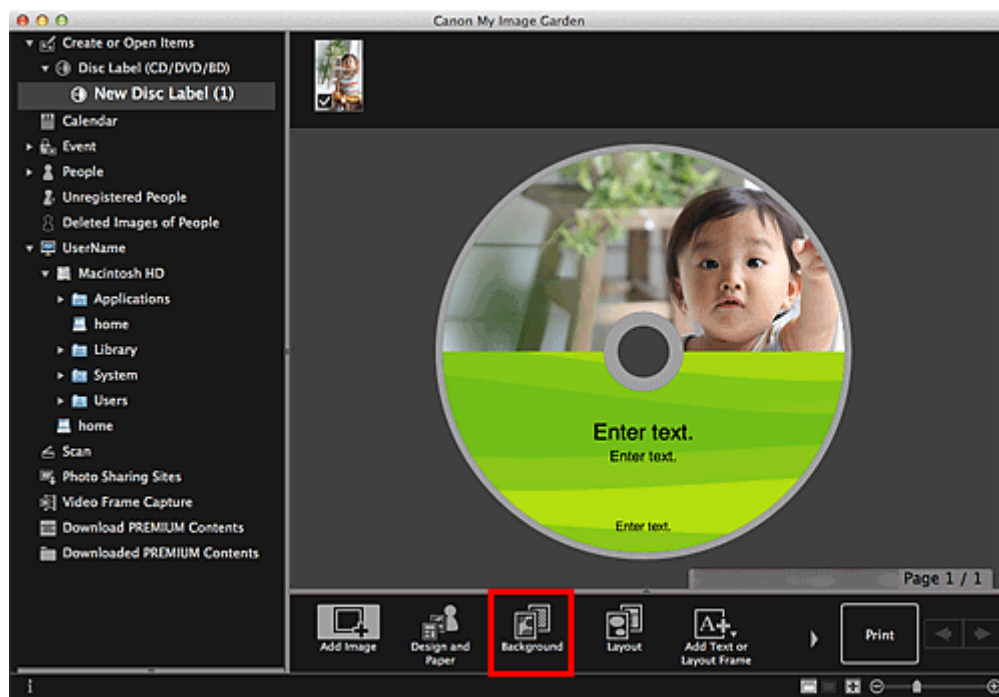 Canon My Image Garden
Create or Open Items
Disc Label (CD/DVD/BD)
New Disc Label (1)
Calendar
Event
People
Unregistered People
Deleted Images of People
UserName
Macintosh HD
Applications
home
Library
System
Users
home
Scan
Photo Sharing Sites
Video Frame Capture
Download PREMIUM Contents
Downloaded PREMIUM Contents
Enter text.
Enter text.
Enter text.
Page 1 / 1
Add Image
Design and
Paper
Background
Layout
Add Text or
Layout Frame
Print